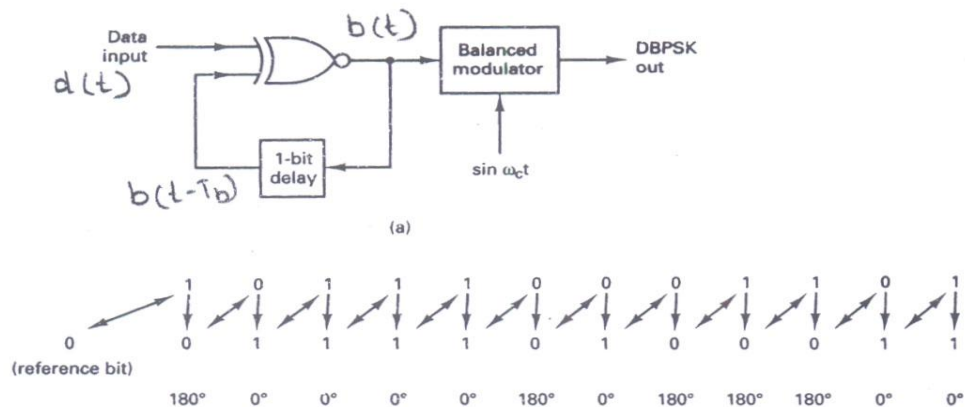 b(t)
Data input
d(t)
Balanced modulator
DBPSK out
1-bit delay
sin ω_c t
b(t-T_b)
(a)
1 0 1 1 1 0 0 0 1 1 0 1
0 0 1 1 1 1 0 1 0 0 0 1 1
(reference bit)
180° 0° 0° 0° 0° 180° 0° 180° 180° 180° 0° 0°